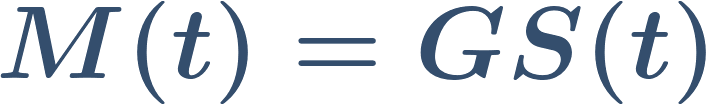 M(t) = GS(t)